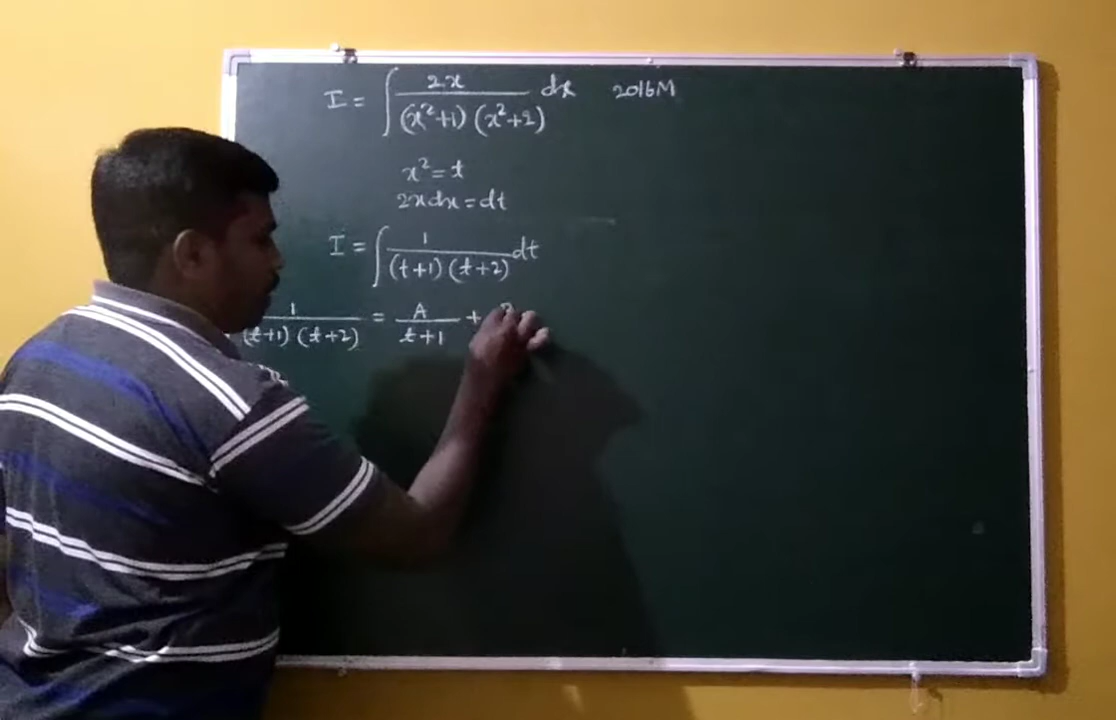 I = ∫ 2x / (x²+1) (x²+2) dx 2016M
x² = t
2x dx = dt
I = ∫ 1 / (t+1) (t+2) dt
1 / (t+1) (t+2) = A / t+1 +